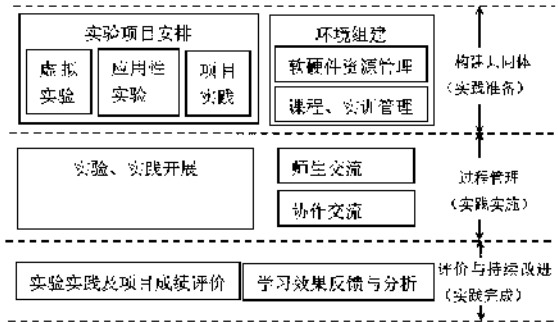 实验项目安排
虚拟
实验
应用性
实验
项目
实践
环境组建
软硬件资源管理
课程、实训管理
构建共同体
（实践准备）
实验、实践开展
师生交流
协作交流
过程管理
（实践实施）
实验实践及项目成绩评价
学习效果反馈与分析
评价与持续改进
（实践完成）